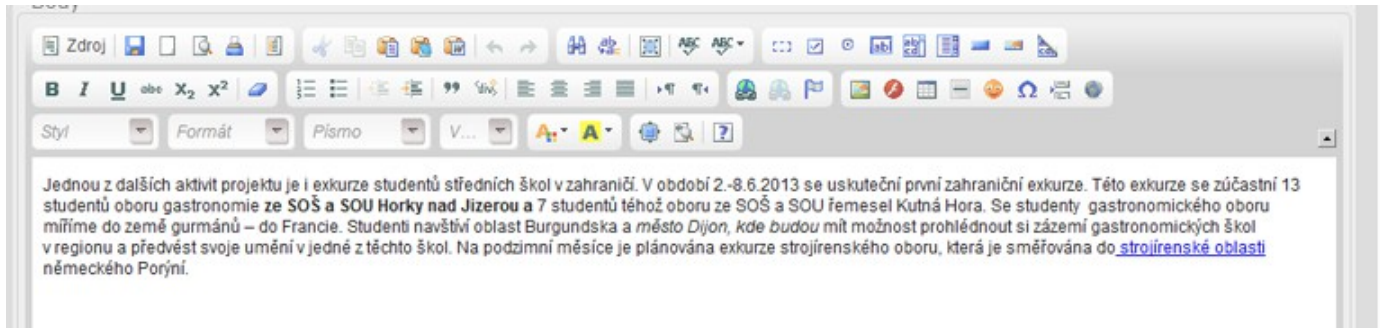 Body
Zdroj
B I U abc X₂ X²
Styl Formát Písmo V... A A
Jednou z dalších aktivit projektu je i exkurze studentů středních škol v zahraničí. V období 2.-8.6.2013 se uskuteční první zahraniční exkurze. Této exkurze se zúčastní 13
studentů oboru gastronomie ze SOŠ a SOU Horky nad Jizerou a 7 studentů téhož oboru ze SOŠ a SOU řemesel Kutná Hora. Se studenty gastronomického oboru
míříme do země gurmánů – do Francie. Studenti navštíví oblast Burgundska a město Dijon, kde budou mít možnost prohlédnout si zázemí gastronomických škol
v regionu a předvést svoje umění v jedné z těchto škol. Na podzimní měsíce je plánována exkurze strojírenského oboru, která je směřována do strojírenské oblasti
německého Porýní.